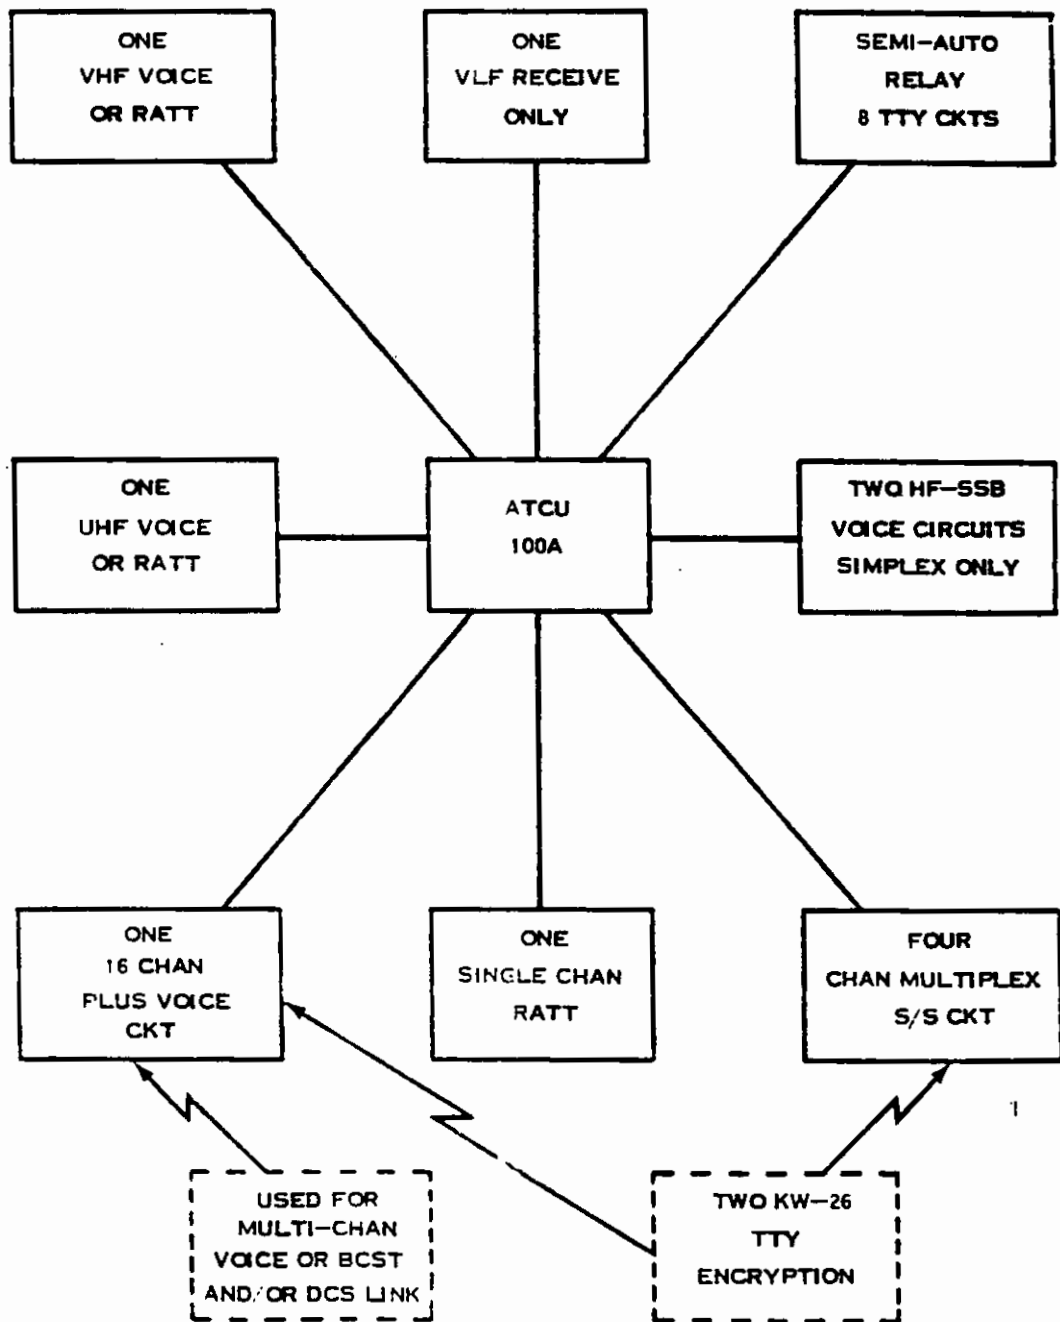 ONE
VHF VOICE
OR RATT
ONE
VLF RECEIVE
ONLY
SEMI-AUTO
RELAY
8 TTY CKTS
ONE
UHF VOICE
OR RATT
ATCU
100A
TWO HF-SSB
VOICE CIRCUITS
SIMPLEX ONLY
ONE
16 CHAN
PLUS VOICE
CKT
ONE
SINGLE CHAN
RATT
FOUR
CHAN MULTIPLEX
S/S CKT
USED FOR
MULTI-CHAN
VOICE OR BCST
AND/OR DCS LINK
TWO KW-26
TTY
ENCRYPTION